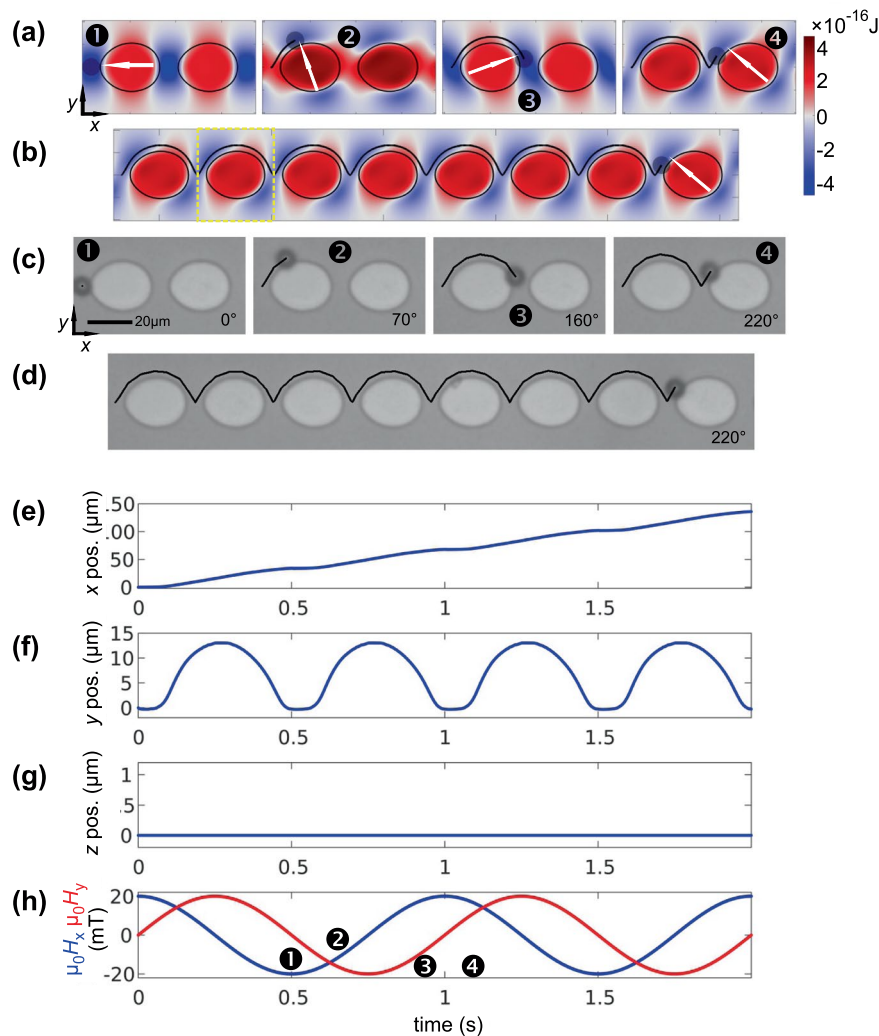 (a)
❶
❷
❸
❹
×10⁻¹⁶J
4
2
0
-2
-4
y
x
(b)
(c)
❶
❷
❸
❹
20µm
0°
70°
160°
220°
y
x
(d)
220°
(e)
x pos. (µm)
.50
.00
50
0
0
0.5
1
1.5
(f)
y pos. (µm)
15
10
5
0
0
0.5
1
1.5
(g)
z pos. (µm)
1
.5
0
0
0.5
1
1.5
(h)
µ₀Hₓ µ₀Hᵧ
(mT)
20
0
-20
❶
❷
❸
❹
0
0.5
1
1.5
time (s)